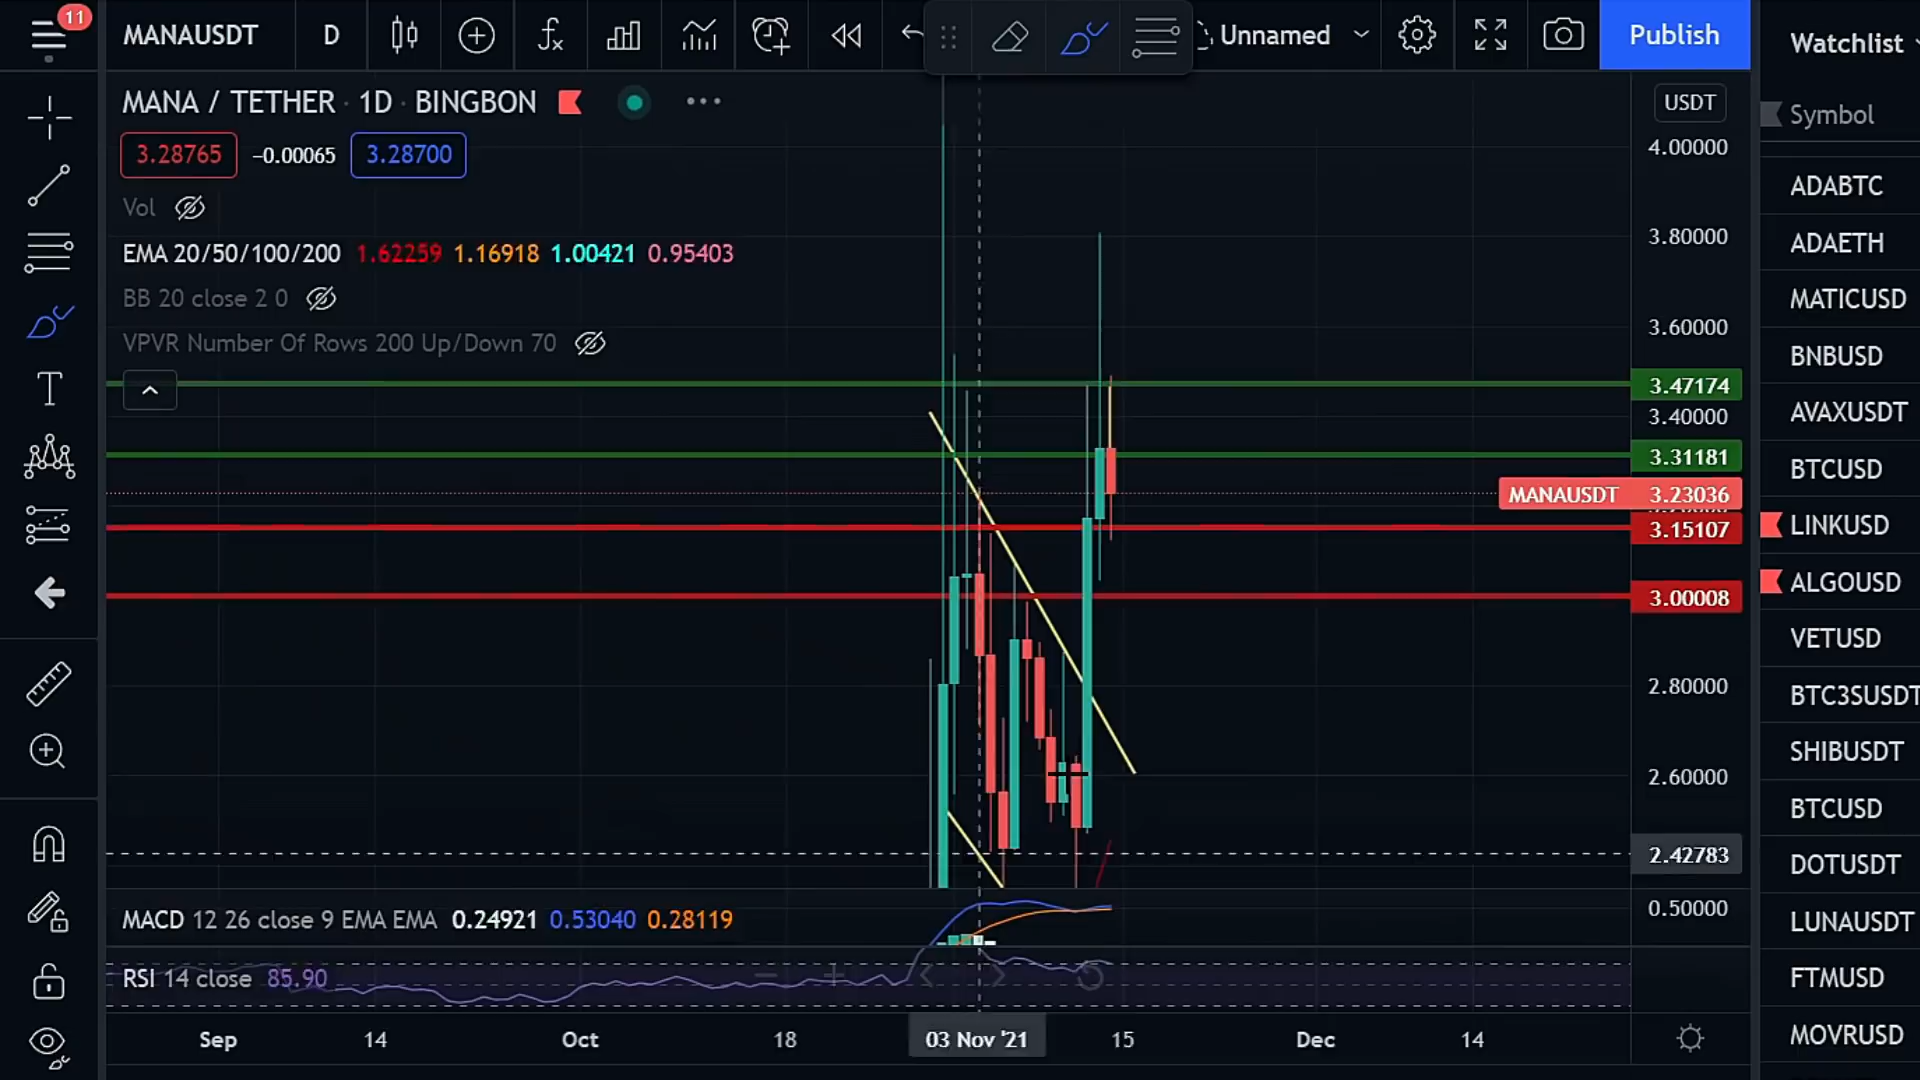 11
MANAUSDT D fx Unnamed Publish
Watchlist
MANA / TETHER · 1D · BINGBON
USDT
Symbol
3.28765 −0.00065 3.28700
4.00000
ADABTC
Vol
EMA 20/50/100/200 1.62259 1.16918 1.00421 0.95403
3.80000
ADAETH
BB 20 close 2 0
MATICUSD
VPVR Number Of Rows 200 Up/Down 70
3.60000
BNBUSD
3.47174
3.40000
AVAXUSDT
3.31181
BTCUSD
MANAUSDT 3.23036
3.15107
LINKUSD
3.00008
ALGOUSD
VETUSD
2.80000
BTC3SUSDT
SHIBUSDT
2.60000
BTCUSD
2.42783
DOTUSDT
MACD 12 26 close 9 EMA EMA 0.24921 0.53040 0.28119
0.50000
LUNAUSDT
RSI 14 close 85.90
FTMUSD
Sep 14 Oct 18 03 Nov '21 15 Dec 14
MOVRUSD